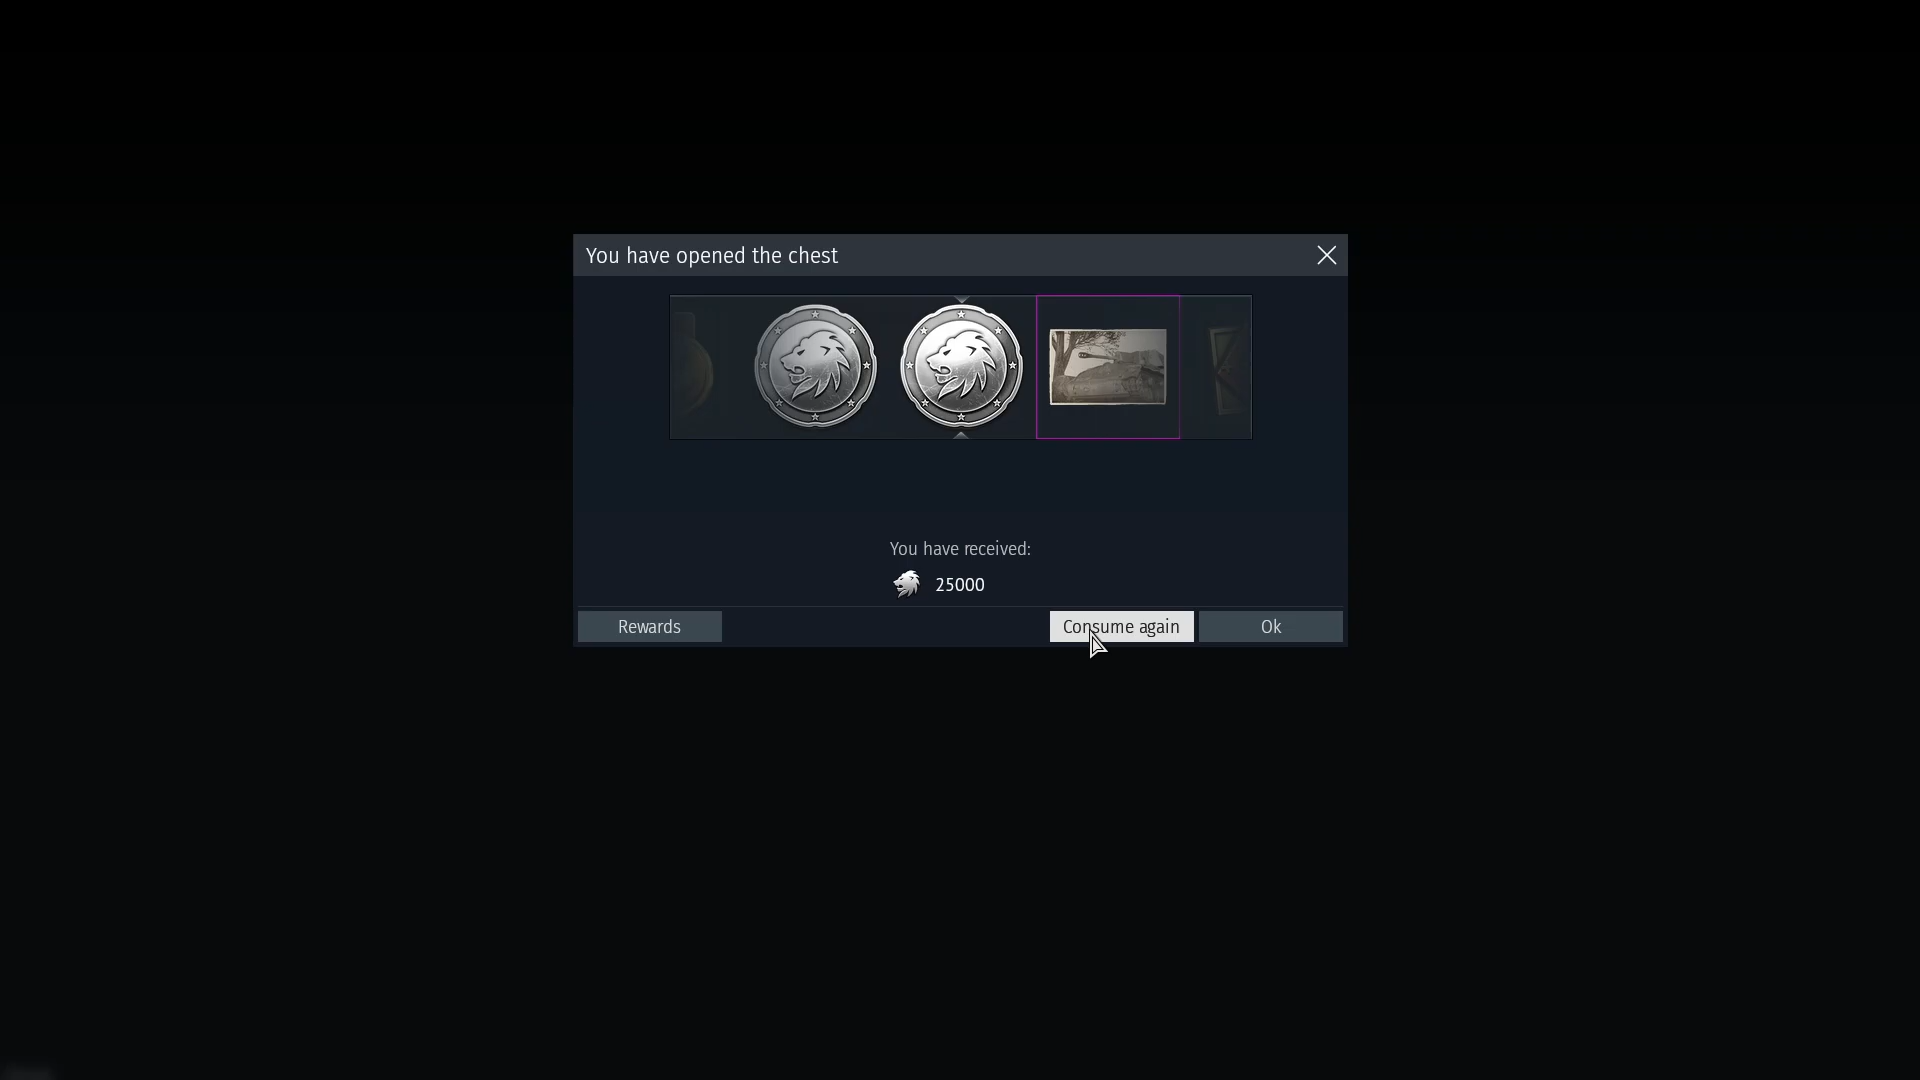 You have opened the chest
You have received:
25000
Rewards
Consume again
Ok